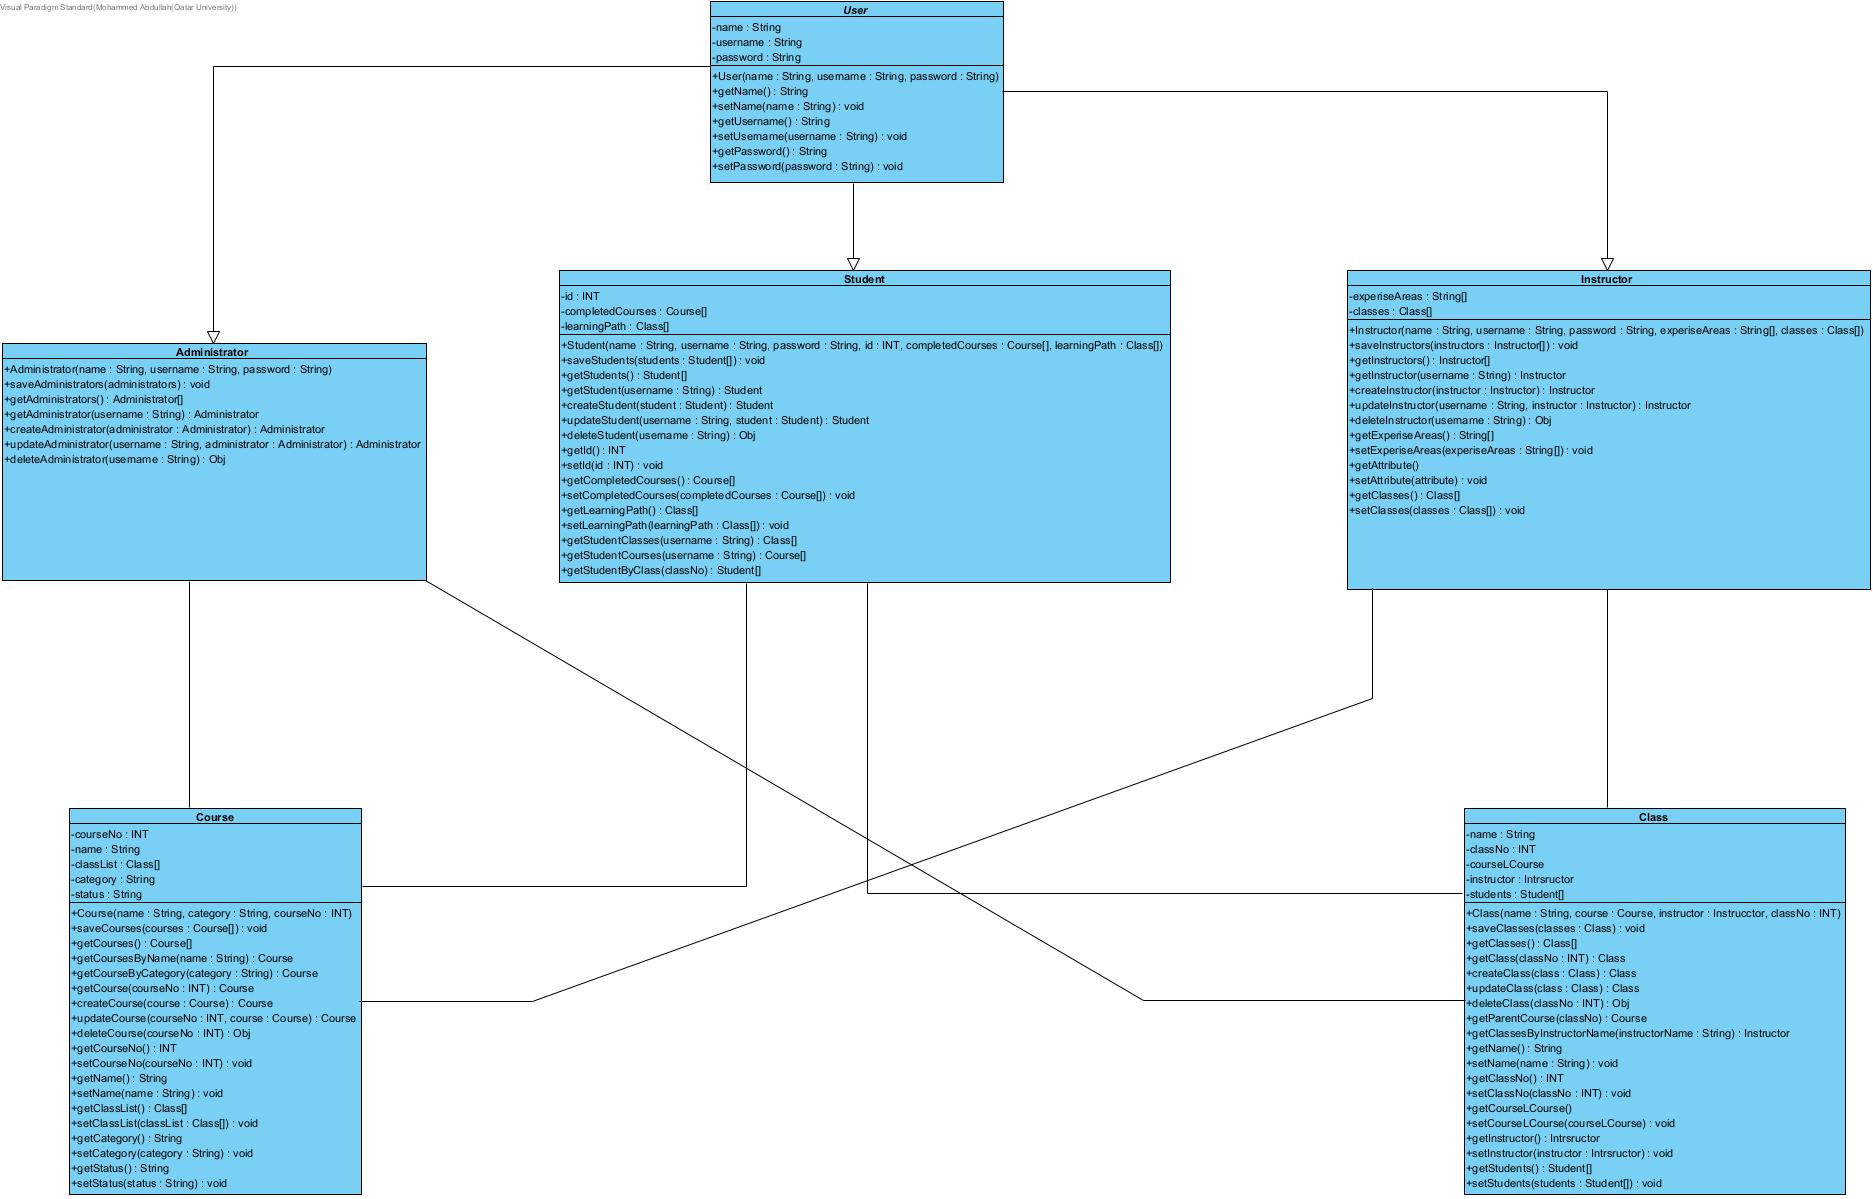 Visual Paradigm Standard(Mohammed Abdullah(Qatar University))
User
-name : String
-username : String
-password : String
+User(name : String, username : String, password : String)
+getName() : String
+setName(name : String) : void
+getUsername() : String
+setUsername(username : String) : void
+getPassword() : String
+setPassword(password : String) : void
Administrator
+Administrator(name : String, username : String, password : String)
+saveAdministrators(administrators) : void
+getAdministrators() : Administrator[]
+getAdministrator(username : String) : Administrator
+createAdministrator(administrator : Administrator) : Administrator
+updateAdministrator(username : String, administrator : Administrator) : Administrator
+deleteAdministrator(username : String) : Obj
Student
-id : INT
-completedCourses : Course[]
-learningPath : Class[]
+Student(name : String, username : String, password : String, id : INT, completedCourses : Course[], learningPath : Class[])
+saveStudents(students : Student[]) : void
+getStudents() : Student[]
+getStudent(username : String) : Student
+createStudent(student : Student) : Student
+updateStudent(username : String, student : Student) : Student
+deleteStudent(username : String) : Obj
+getId() : INT
+setId(id : INT) : void
+getCompletedCourses() : Course[]
+setCompletedCourses(completedCourses : Course[]) : void
+getLearningPath() : Class[]
+setLearningPath(learningPath : Class[]) : void
+getStudentClasses(username : String) : Class[]
+getStudentCourses(username : String) : Course[]
+getStudentByClass(classNo) : Student[]
Instructor
-experiseAreas : String[]
-classes : Class[]
+Instructor(name : String, username : String, password : String, experiseAreas : String[], classes : Class[])
+saveInstructors(instructors : Instructor[]) : void
+getInstructors() : Instructor[]
+getInstructor(username : String) : Instructor
+createInstructor(instructor : Instructor) : Instructor
+updateInstructor(username : String, instructor : Instructor) : Instructor
+deleteInstructor(username : String) : Obj
+getExperiseAreas() : String[]
+setExperiseAreas(experiseAreas : String[]) : void
+getAttribute()
+setAttribute(attribute) : void
+getClasses() : Class[]
+setClasses(classes : Class[]) : void
Course
-courseNo : INT
-name : String
-classList : Class[]
-category : String
-status : String
+Course(name : String, category : String, courseNo : INT)
+saveCourses(courses : Course[]) : void
+getCourses() : Course[]
+getCoursesByName(name : String) : Course
+getCourseByCategory(category : String) : Course
+getCourse(courseNo : INT) : Course
+createCourse(course : Course) : Course
+updateCourse(courseNo : INT, course : Course) : Course
+deleteCourse(courseNo : INT) : Obj
+getCourseNo() : INT
+setCourseNo(courseNo : INT) : void
+getName() : String
+setName(name : String) : void
+getClassList() : Class[]
+setClassList(classList : Class[]) : void
+getCategory() : String
+setCategory(category : String) : void
+getStatus() : String
+setStatus(status : String) : void
Class
-name : String
-classNo : INT
-courseLCourse
-instructor : Intrsructor
-students : Student[]
+Class(name : String, course : Course, instructor : Instrucctor, classNo : INT)
+saveClasses(classes : Class) : void
+getClasses() : Class[]
+getClass(classNo : INT) : Class
+createClass(class : Class) : Class
+updateClass(class : Class) : Class
+deleteClass(classNo : INT) : Obj
+getParentCourse(classNo) : Course
+getClassesByInstructorName(instructorName : String) : Instructor
+getName() : String
+setName(name : String) : void
+getClassNo() : INT
+setClassNo(classNo : INT) : void
+getCourseLCourse()
+setCourseLCourse(courseLCourse) : void
+getInstructor() : Intrsructor
+setInstructor(instructor : Intrsructor) : void
+getStudents() : Student[]
+setStudents(students : Student[]) : void